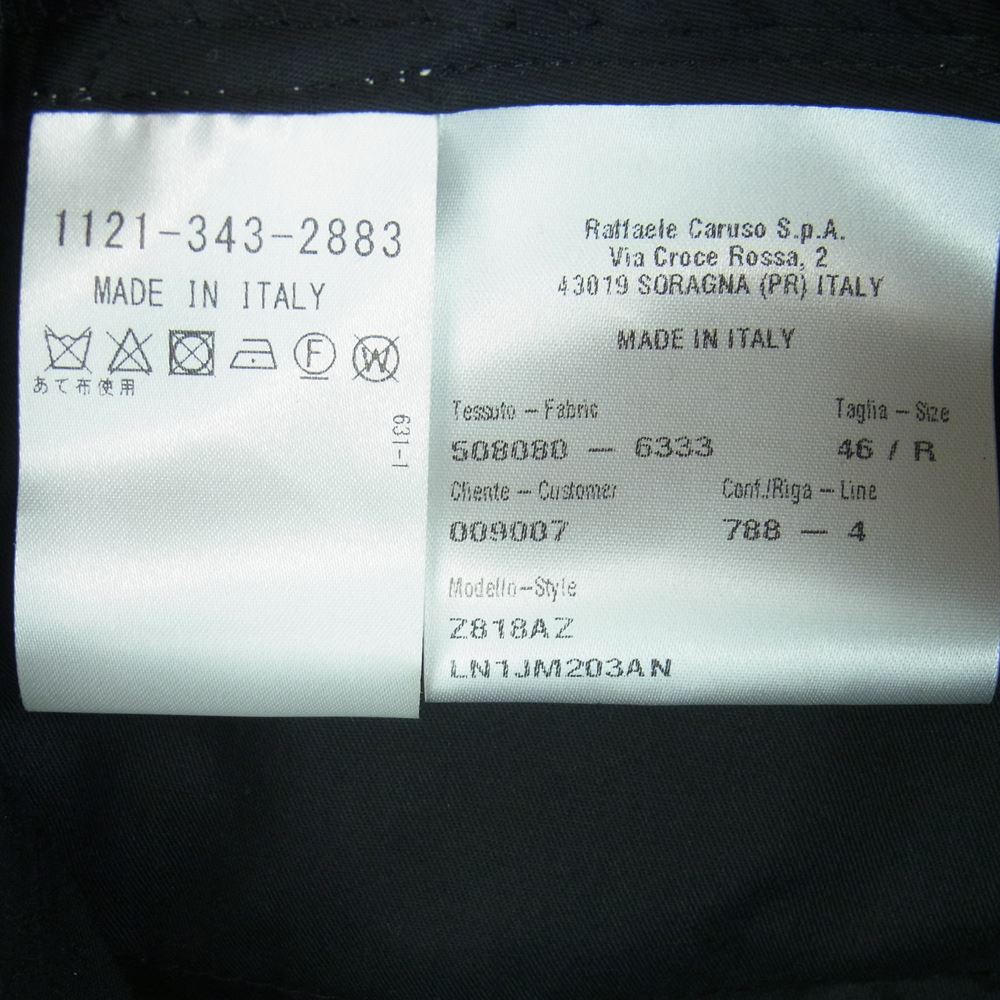 1121-343-2883
MADE IN ITALY
F W
あて布使用
631-1
Raffaele Caruso S.p.A.
Via Croce Rossa, 2
43019 SORAGNA (PR) ITALY
MADE IN ITALY
Tessuto - Fabric Taglia - Size
508080 - 6333 46 / R
Cliente - Customer Conf./Riga - Line
009007 788 - 4
Modello-Style
Z818AZ
LN1JM203AN